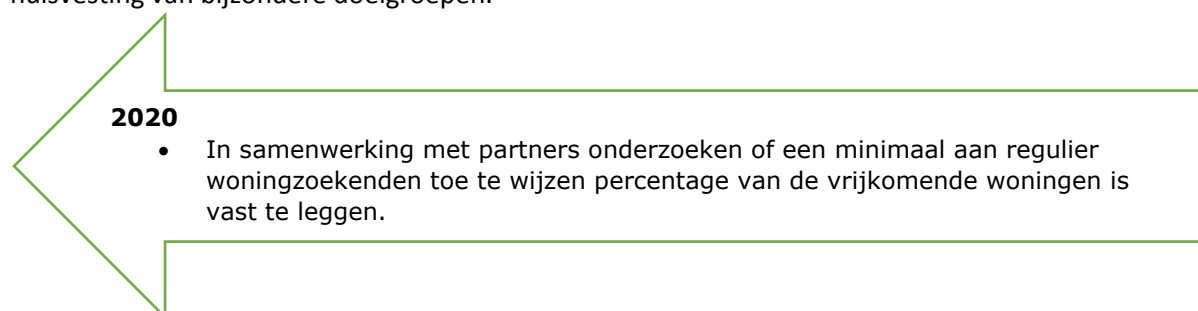 huisvesting van bijzondere doelgroepen.
2020
• In samenwerking met partners onderzoeken of een minimaal aan regulier
woningzoekenden toe te wijzen percentage van de vrijkomende woningen is
vast te leggen.